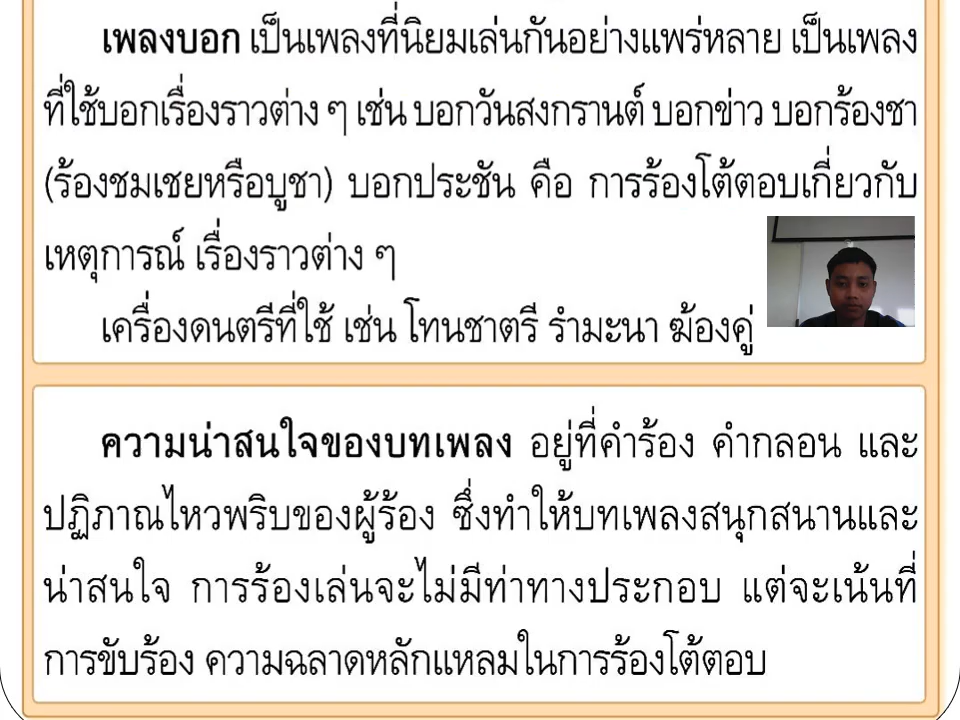 เพลงบอก เป็นเพลงที่นิยมเล่นกันอย่างแพร่หลาย เป็นเพลง
ที่ใช้บอกเรื่องราวต่าง ๆ เช่น บอกวันสงกรานต์ บอกข่าว บอกร้องชา
(ร้องชมเชยหรือบูชา) บอกประชัน คือ การร้องโต้ตอบเกี่ยวกับ
เหตุการณ์ เรื่องราวต่าง ๆ
เครื่องดนตรีที่ใช้ เช่น โทนชาตรี รำมะนา ฆ้องคู่
ความน่าสนใจของบทเพลง อยู่ที่คำร้อง คำกลอน และ
ปฏิภาณไหวพริบของผู้ร้อง ซึ่งทำให้บทเพลงสนุกสนานและ
น่าสนใจ การร้องเล่นจะไม่มีท่าทางประกอบ แต่จะเน้นที่
การขับร้อง ความฉลาดหลักแหลมในการร้องโต้ตอบ